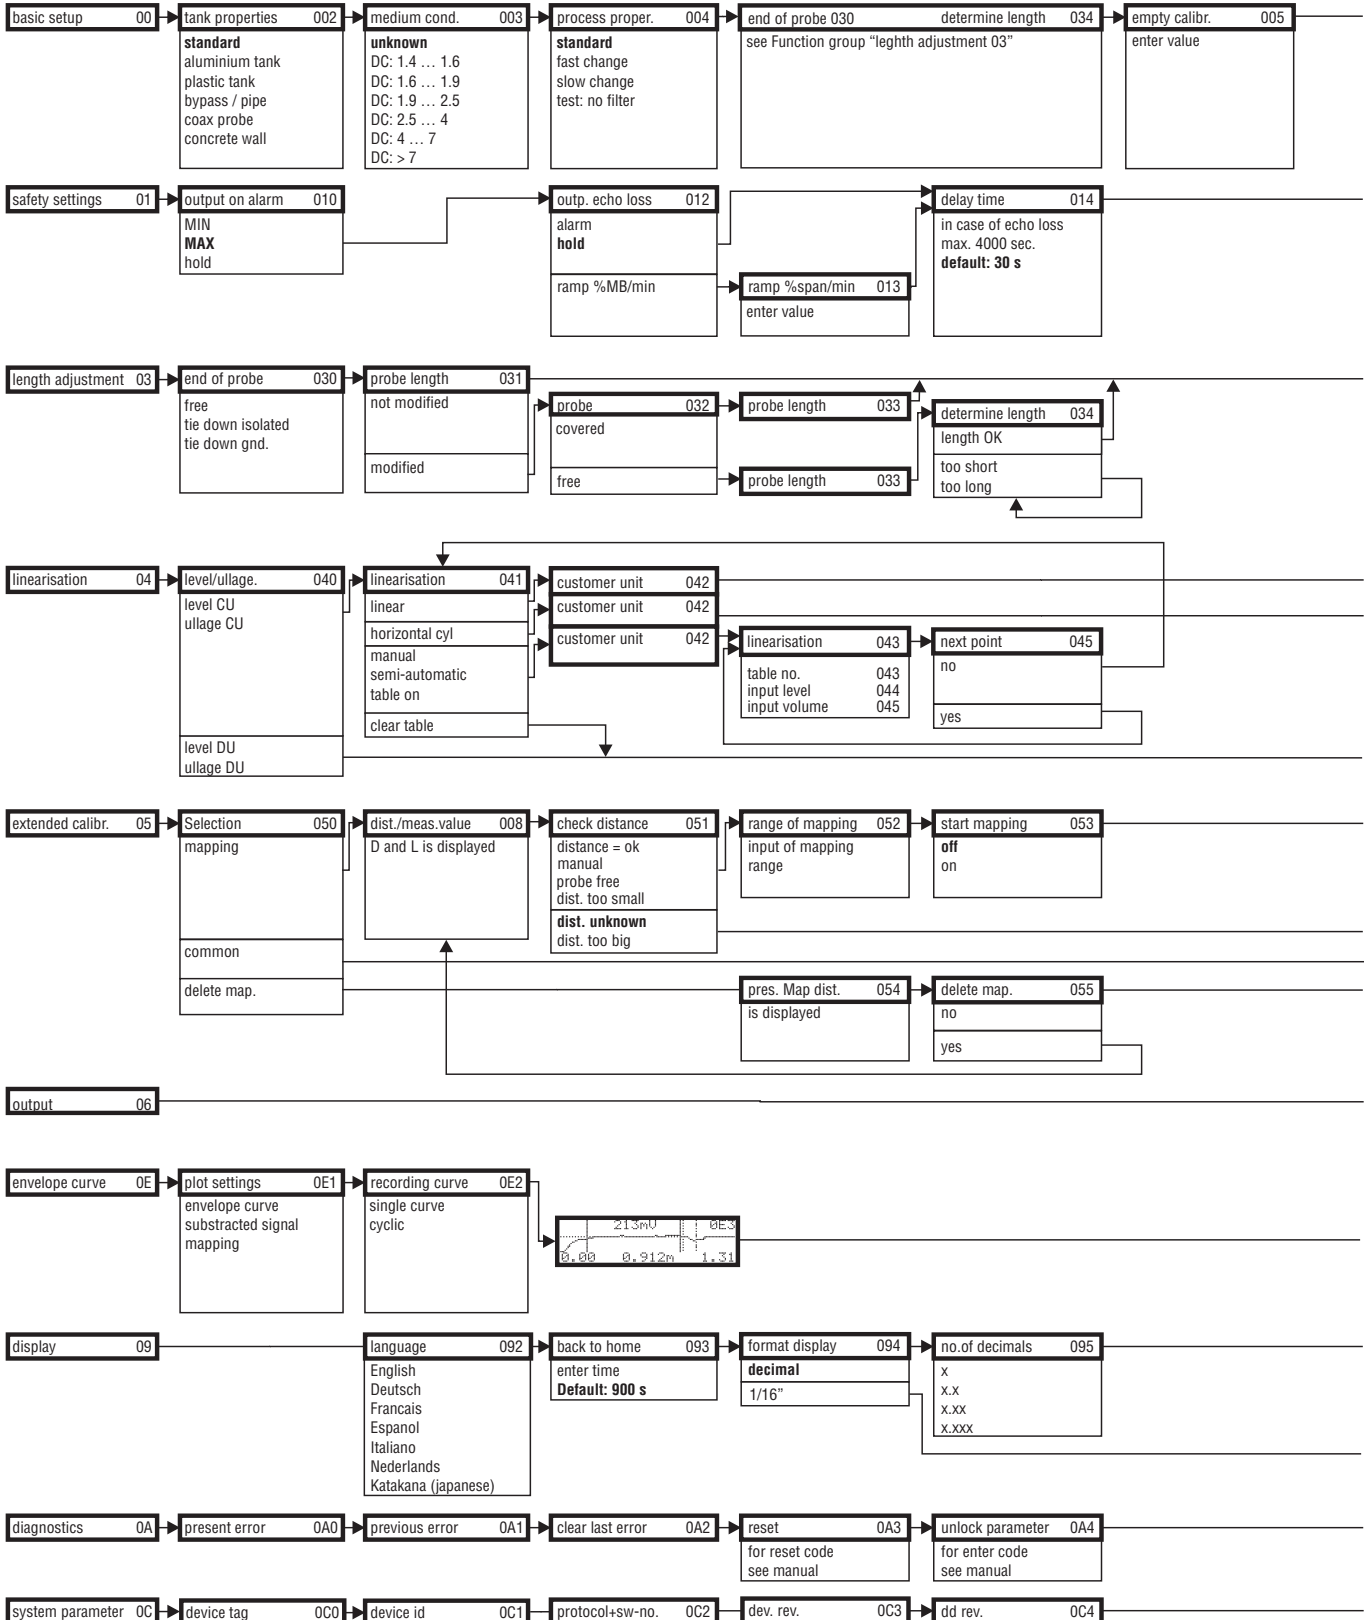 basic setup 00
tank properties 002
standard
aluminium tank
plastic tank
bypass / pipe
coax probe
concrete wall
medium cond. 003
unknown
DC: 1.4 … 1.6
DC: 1.6 … 1.9
DC: 1.9 … 2.5
DC: 2.5 … 4
DC: 4 … 7
DC: > 7
process proper. 004
standard
fast change
slow change
test: no filter
end of probe 030 determine length 034
see Function group “leghth adjustment 03”
empty calibr. 005
enter value
safety settings 01
output on alarm 010
MIN
MAX
hold
outp. echo loss 012
alarm
hold
ramp %MB/min
ramp %span/min 013
enter value
delay time 014
in case of echo loss
max. 4000 sec.
default: 30 s
length adjustment 03
end of probe 030
free
tie down isolated
tie down gnd.
probe length 031
not modified
modified
probe 032
covered
free
probe length 033
probe length 033
determine length 034
length OK
too short
too long
linearisation 04
level/ullage. 040
level CU
ullage CU
level DU
ullage DU
linearisation 041
linear
horizontal cyl
manual
semi-automatic
table on
clear table
customer unit 042
customer unit 042
customer unit 042
linearisation 043
table no. 043
input level 044
input volume 045
next point 045
no
yes
extended calibr. 05
Selection 050
mapping
common
delete map.
dist./meas.value 008
D and L is displayed
check distance 051
distance = ok
manual
probe free
dist. too small
dist. unknown
dist. too big
range of mapping 052
input of mapping
range
start mapping 053
off
on
pres. Map dist. 054
is displayed
delete map. 055
no
yes
output 06
envelope curve 0E
plot settings 0E1
envelope curve
substracted signal
mapping
recording curve 0E2
single curve
cyclic
213mV 0E3
0.00 0.912m 1.31
display 09
language 092
English
Deutsch
Francais
Espanol
Italiano
Nederlands
Katakana (japanese)
back to home 093
enter time
Default: 900 s
format display 094
decimal
1/16”
no.of decimals 095
x
x.x
x.xx
x.xxx
diagnostics 0A
present error 0A0
previous error 0A1
clear last error 0A2
reset 0A3
for reset code
see manual
unlock parameter 0A4
for enter code
see manual
system parameter 0C
device tag 0C0
device id 0C1
protocol+sw-no. 0C2
dev. rev. 0C3
dd rev. 0C4